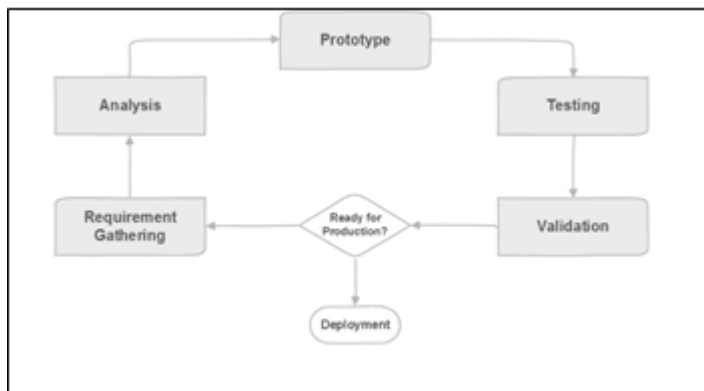 Prototype
Analysis
Testing
Requirement
Gathering
Ready for
Production?
Validation
Deployment